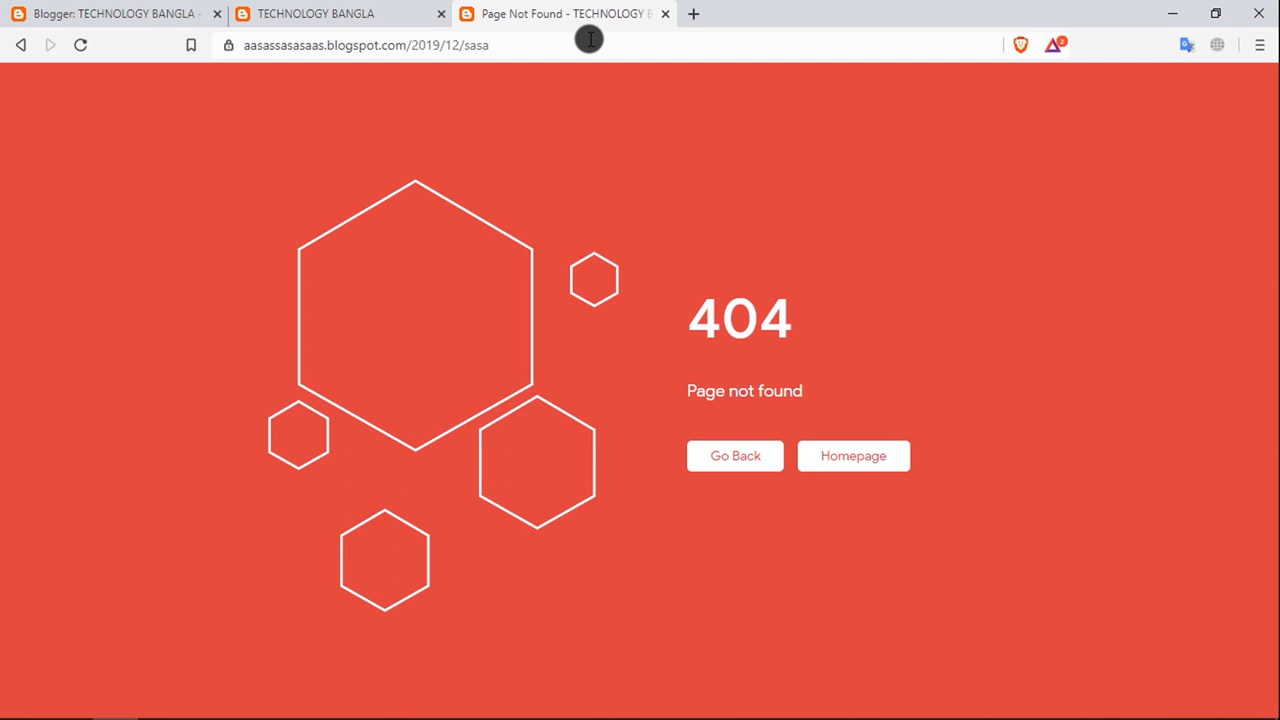 Blogger: TECHNOLOGY BANGLA -
TECHNOLOGY BANGLA
Page Not Found - TECHNOLOGY B
aasassasasaas.blogspot.com/2019/12/sasa
2
404
Page not found
Go Back
Homepage